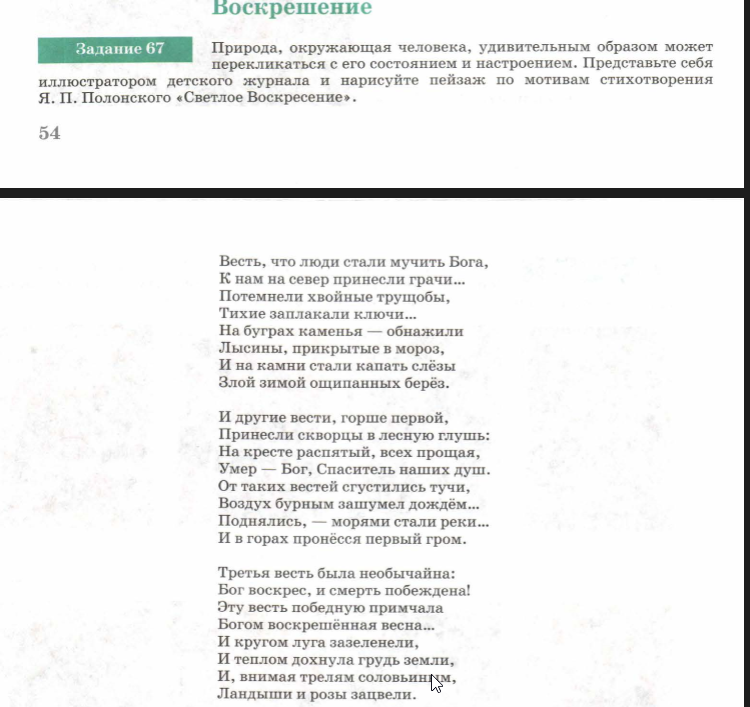 Воскрешение
Задание 67
Природа, окружающая человека, удивительным образом может
перекликаться с его состоянием и настроением. Представьте себя
иллюстратором детского журнала и нарисуйте пейзаж по мотивам стихотворения
Я. П. Полонского «Светлое Воскресение».
54
Весть, что люди стали мучить Бога,
К нам на север принесли грачи...
Потемнели хвойные трущобы,
Тихие заплакали ключи...
На буграх каменья — обнажили
Лысины, прикрытые в мороз,
И на камни стали капать слёзы
Злой зимой ощипанных берёз.
И другие вести, горше первой,
Принесли скворцы в лесную глушь:
На кресте распятый, всех прощая,
Умер — Бог, Спаситель наших душ.
От таких вестей сгустились тучи,
Воздух бурным зашумел дождём...
Поднялись, — морями стали реки...
И в горах пронёсся первый гром.
Третья весть была необычайна:
Бог воскрес, и смерть побеждена!
Эту весть победную примчала
Богом воскрешённая весна...
И кругом луга зазеленели,
И теплом дохнула грудь земли,
И, внимая трелям соловьиным,
Ландыши и розы зацвели.